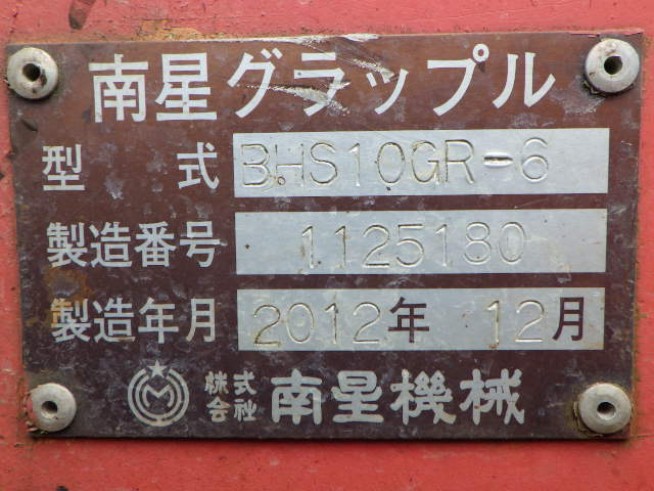 南星グラップル
型式 BHS10GR-6
製造番号 1125180
製造年月 2012年 12月
株式会社 南星機械